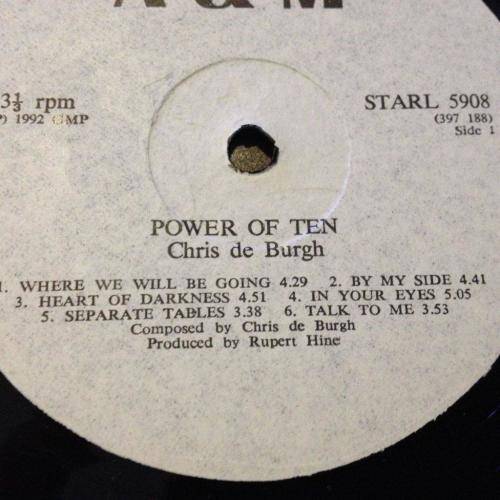 A & M
3⅓ rpm
STARL 5908
℗ 1992 GMP
(397 188)
Side 1
POWER OF TEN
Chris de Burgh
1. WHERE WE WILL BE GOING 4.29 2. BY MY SIDE 4.41
3. HEART OF DARKNESS 4.51 4. IN YOUR EYES 5.05
5. SEPARATE TABLES 3.38 6. TALK TO ME 3.53
Composed by Chris de Burgh
Produced by Rupert Hine